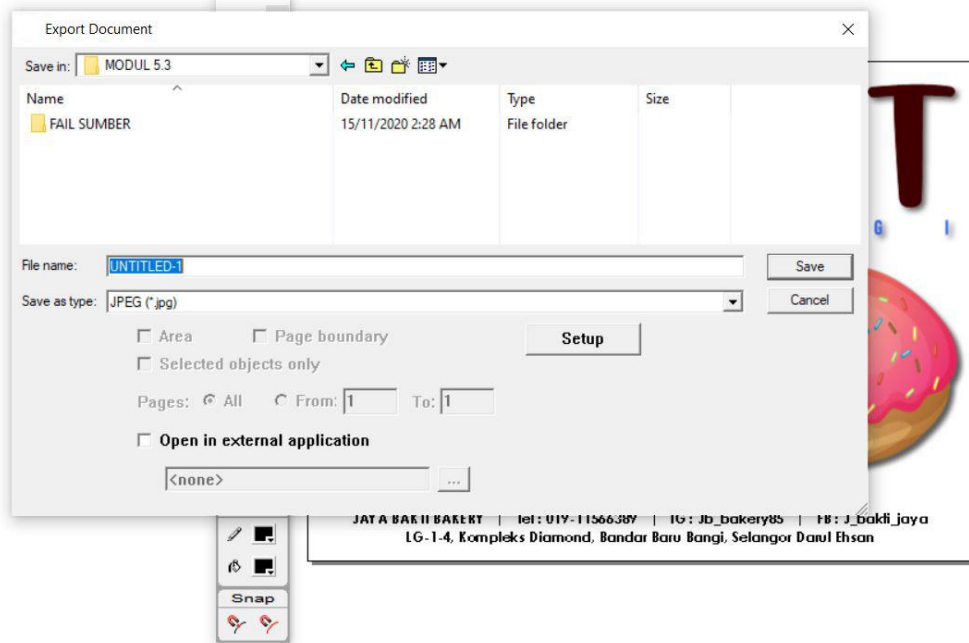 Export Document
Save in: MODUL 5.3
Name Date modified Type Size
FAIL SUMBER 15/11/2020 2:28 AM File folder
T
G I
File name: UNTITLED-1 Save
Save as type: JPEG (*.jpg) Cancel
Area Page boundary Setup
Selected objects only
Pages: All From: 1 To: 1
Open in external application
<none> ...
JAYA BAKTI BAKERY | Tel : 019-11566389 | IG : Jb_bakery85 | FB : J_bakti_jaya
LG-1-4, Kompleks Diamond, Bandar Baru Bangi, Selangor Darul Ehsan
Snap